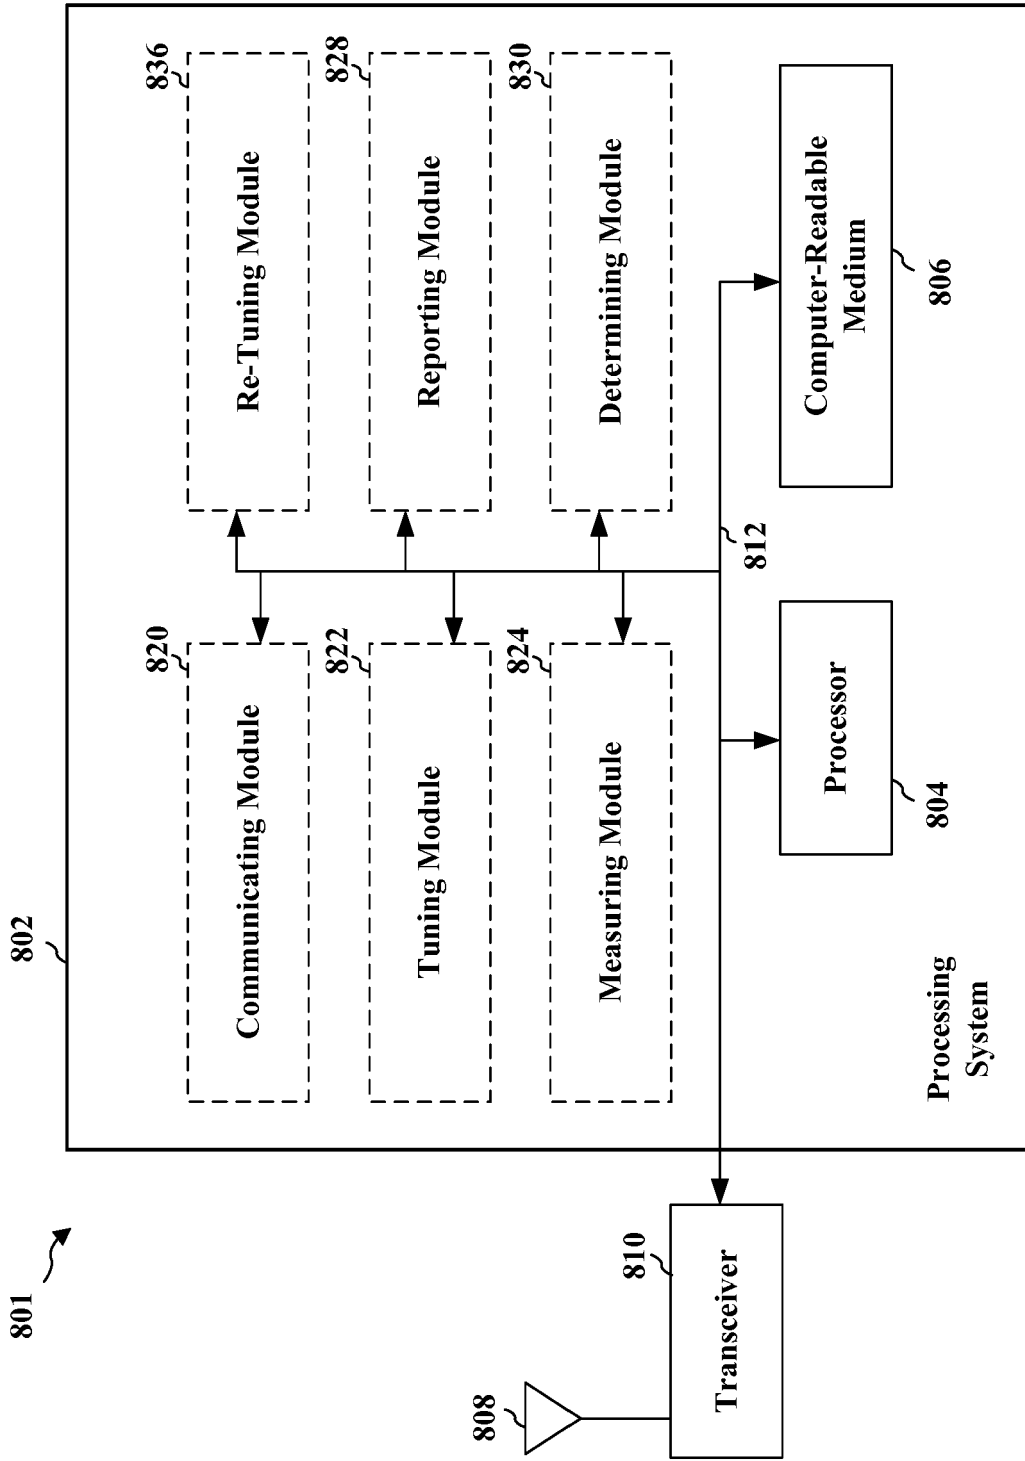 801
802
820
Communicating Module
836
Re-Tuning Module
822
Tuning Module
828
Reporting Module
824
Measuring Module
830
Determining Module
808
810
Transceiver
812
Processor
804
Computer-Readable
Medium
806
Processing
System